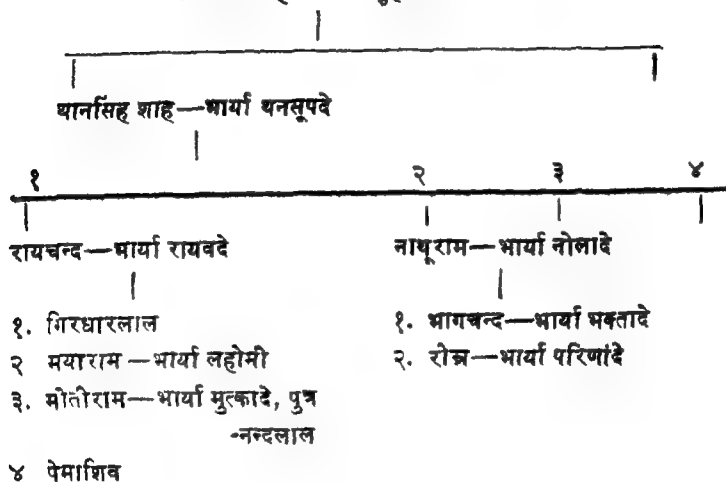 थानसिंह शाह—भार्या थनसूपदे
१ २ ३ ४
रायचन्द—भार्या रायवदे नाथूराम—भार्या नोलादे
१. गिरधारलाल १. भागचन्द—भार्या भक्तादे
२ मयाराम—भार्या लहोमी २. रोञ्र—भार्या परिणांदे
३. मोतीराम—भार्या मुत्कादे, पुत्र
-नन्दलाल
४ पेमाशिव